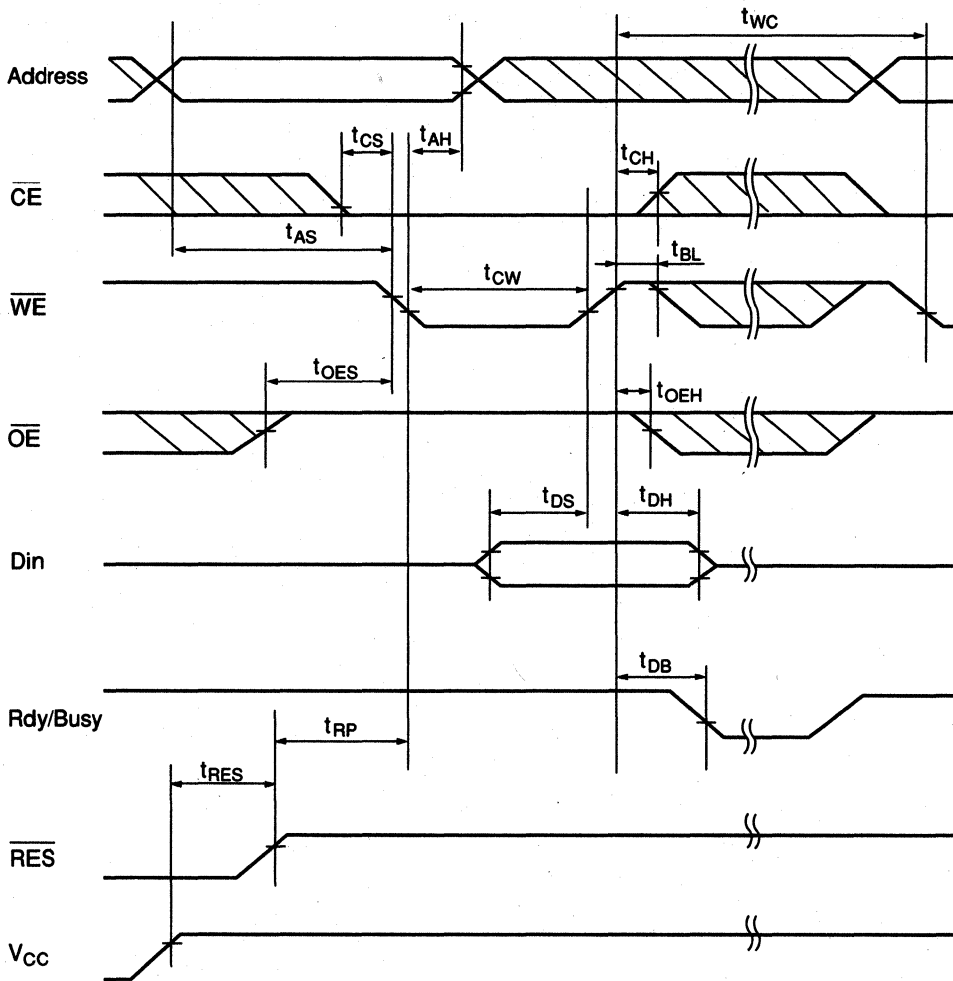 tWC
Address
tCS
tAH
tCH
CE
tAS
tBL
tCW
WE
tOES
tOEH
OE
tDS
tDH
Din
tDB
Rdy/Busy
tRP
tRES
RES
VCC